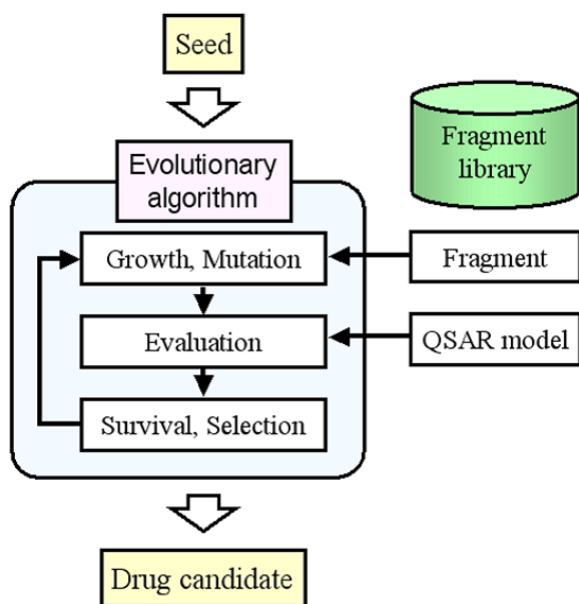 Seed
Evolutionary
algorithm
Fragment
library
Growth, Mutation
Fragment
Evaluation
QSAR model
Survival, Selection
Drug candidate